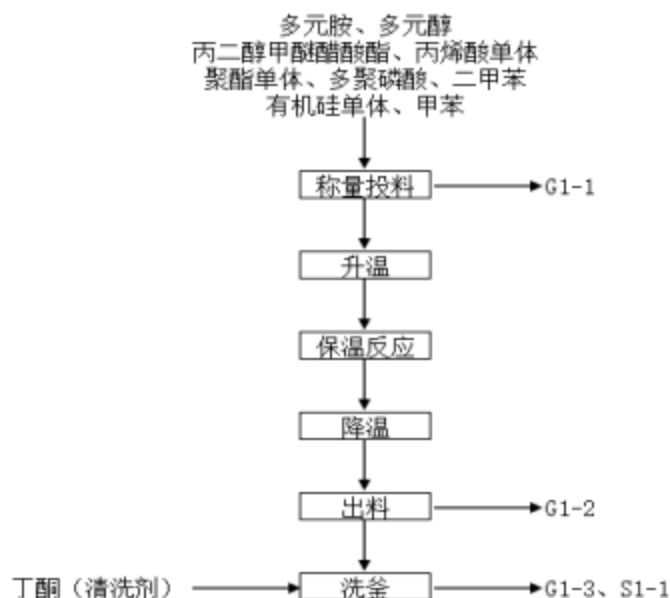 多元胺、多元醇
丙二醇甲醚醋酸酯、丙烯酸单体
聚酯单体、多聚磷酸、二甲苯
有机硅单体、甲苯
称量投料
G1-1
升温
保温反应
降温
出料
G1-2
丁酮（清洗剂）
洗釜
G1-3、S1-1